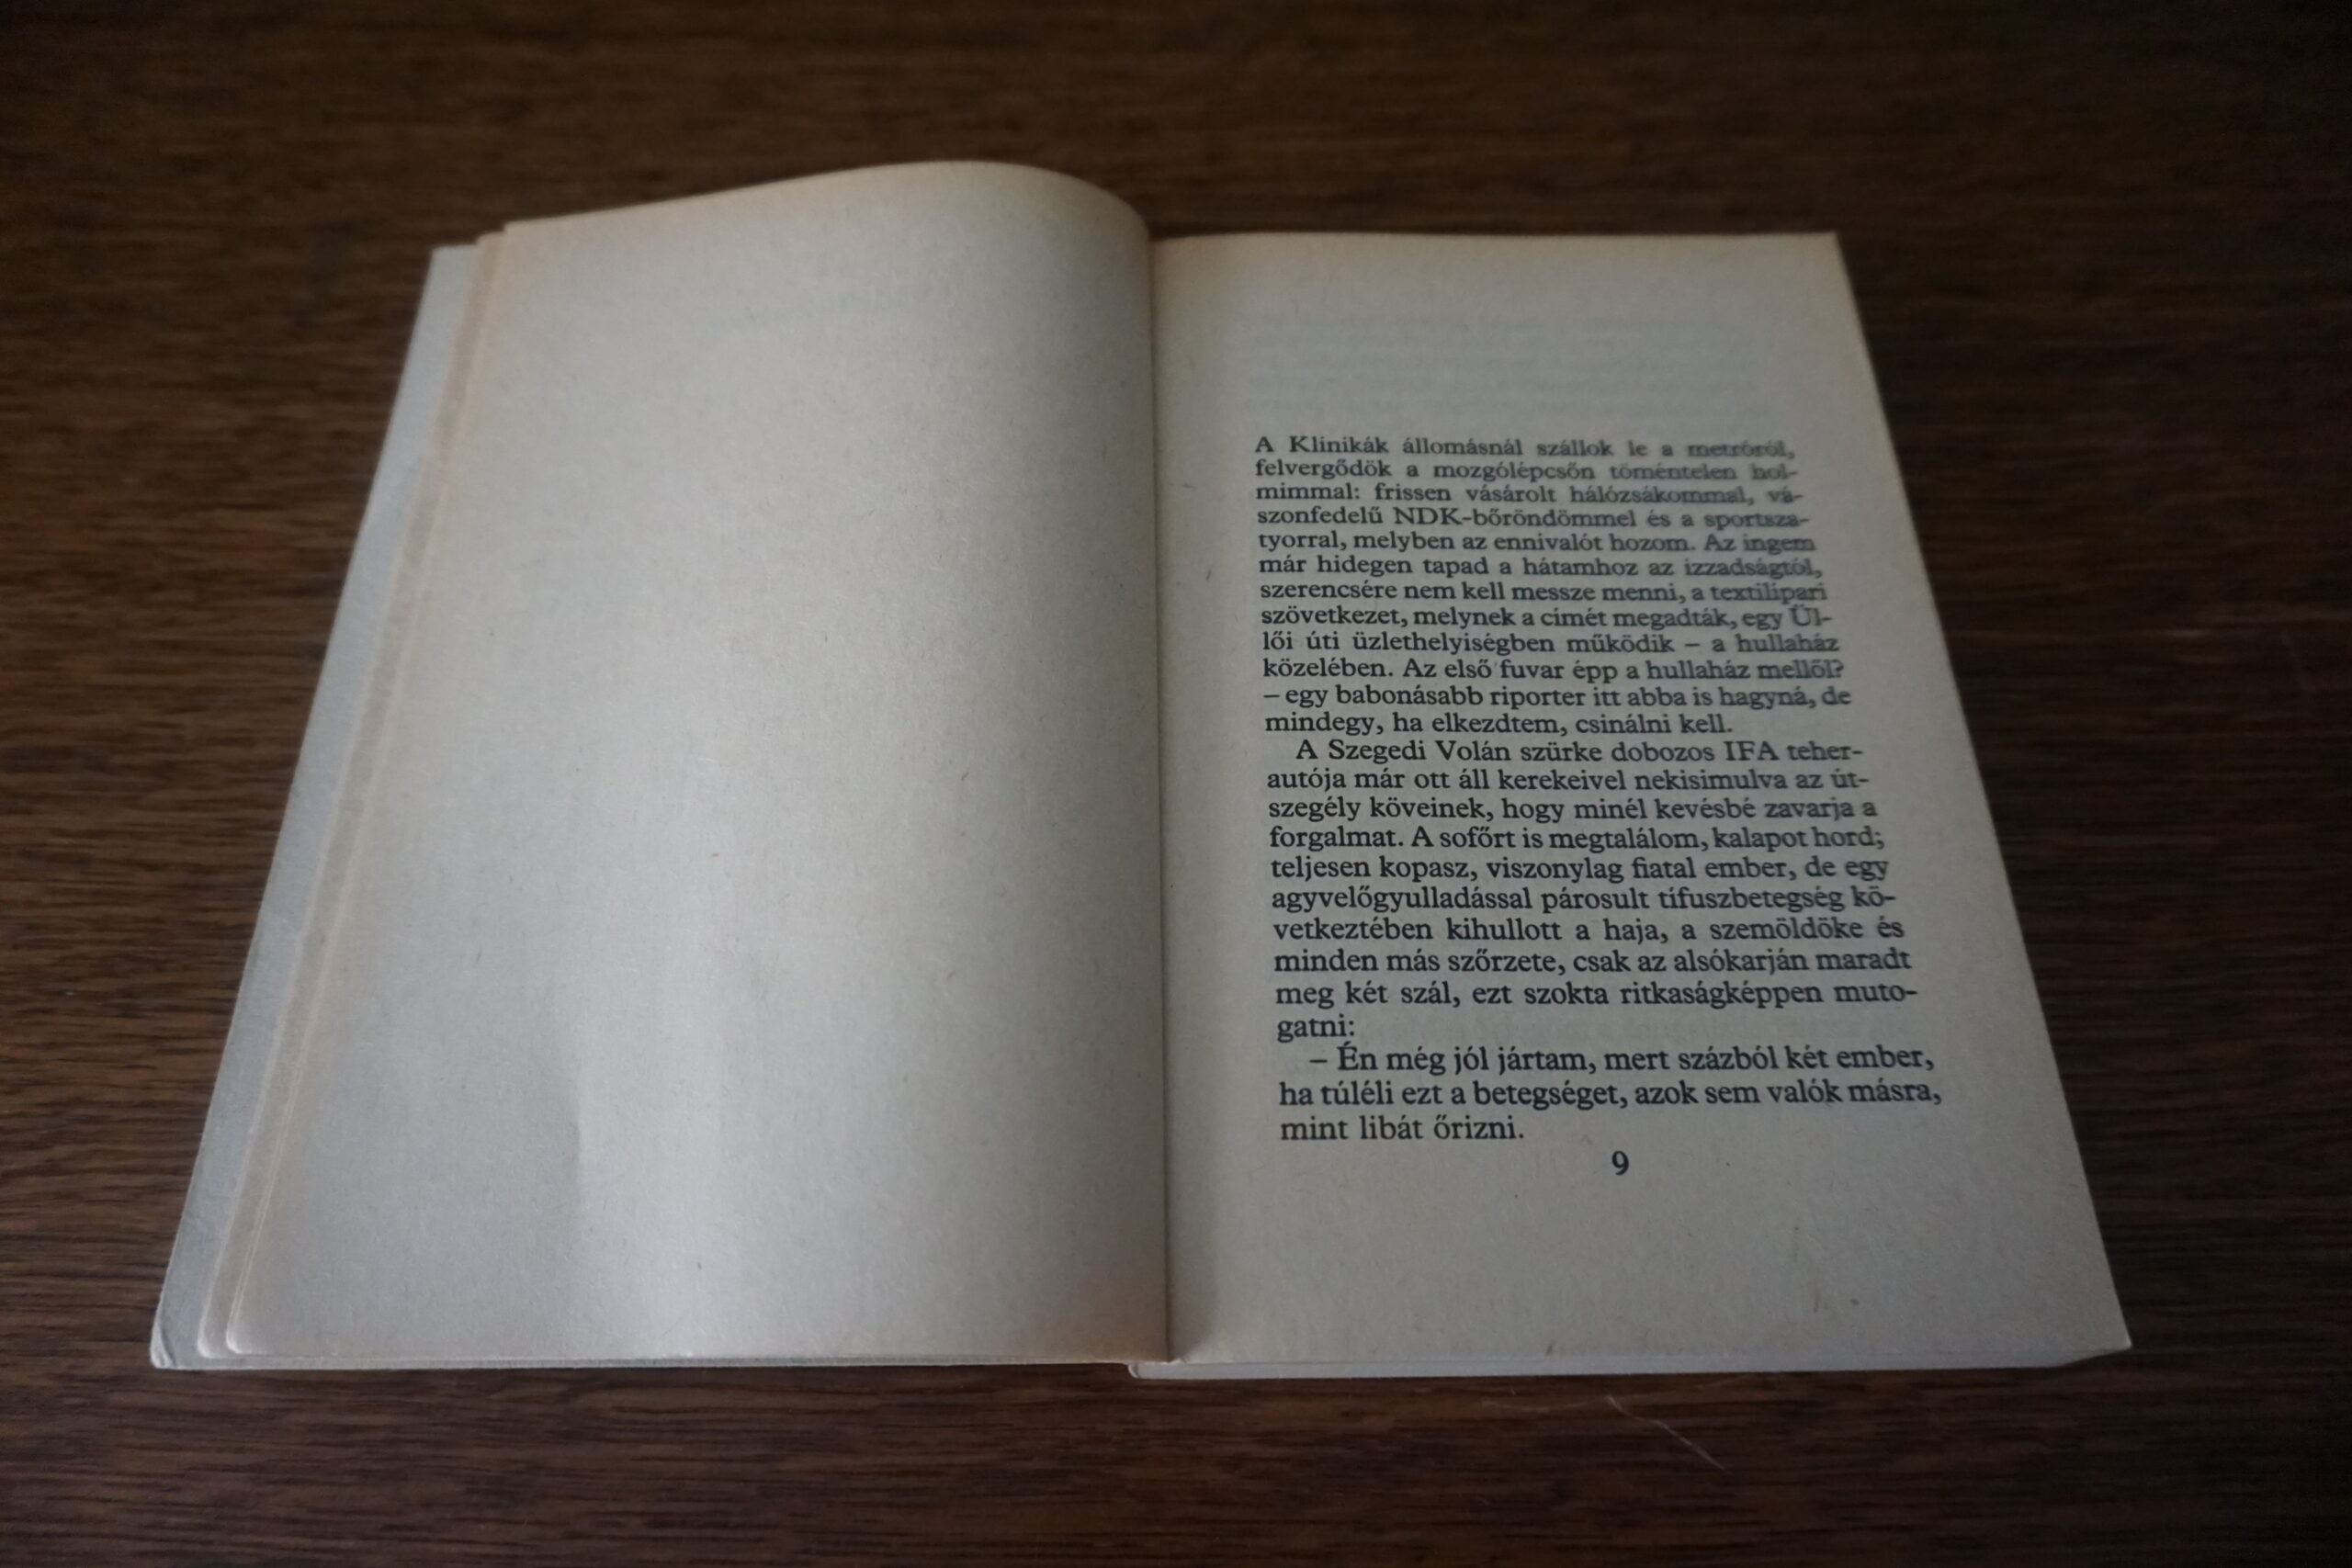 A Klinikák állomásnál szállok le a metróról,
felvergődök a mozgólépcsőn töméntelen hol-
mimmal: frissen vásárolt hálózsákommal, vá-
szonfedelű NDK-bőröndömmel és a sportsza-
tyorral, melyben az ennivalót hozom. Az ingem
már hidegen tapad a hátamhoz az izzadságtól,
szerencsére nem kell messze menni, a textilipari
szövetkezet, melynek a címét megadták, egy Ül-
lői úti üzlethelyiségben működik – a hullaház
közelében. Az első fuvar épp a hullaház mellől?
– egy babonásabb riporter itt abba is hagyná, de
mindegy, ha elkezdtem, csinálni kell.
A Szegedi Volán szürke dobozos IFA teher-
autója már ott áll kerekeivel nekisimulva az út-
szegély köveinek, hogy minél kevésbé zavarja a
forgalmat. A sofőrt is megtalálom, kalapot hord;
teljesen kopasz, viszonylag fiatal ember, de egy
agyvelőgyulladással párosult tífuszbetegség kö-
vetkeztében kihullott a haja, a szemöldöke és
minden más szőrzete, csak az alsókarján maradt
meg két szál, ezt szokta ritkaságképpen muto-
gatni:
– Én még jól jártam, mert százból két ember,
ha túléli ezt a betegséget, azok sem valók másra,
mint libát őrizni.
9